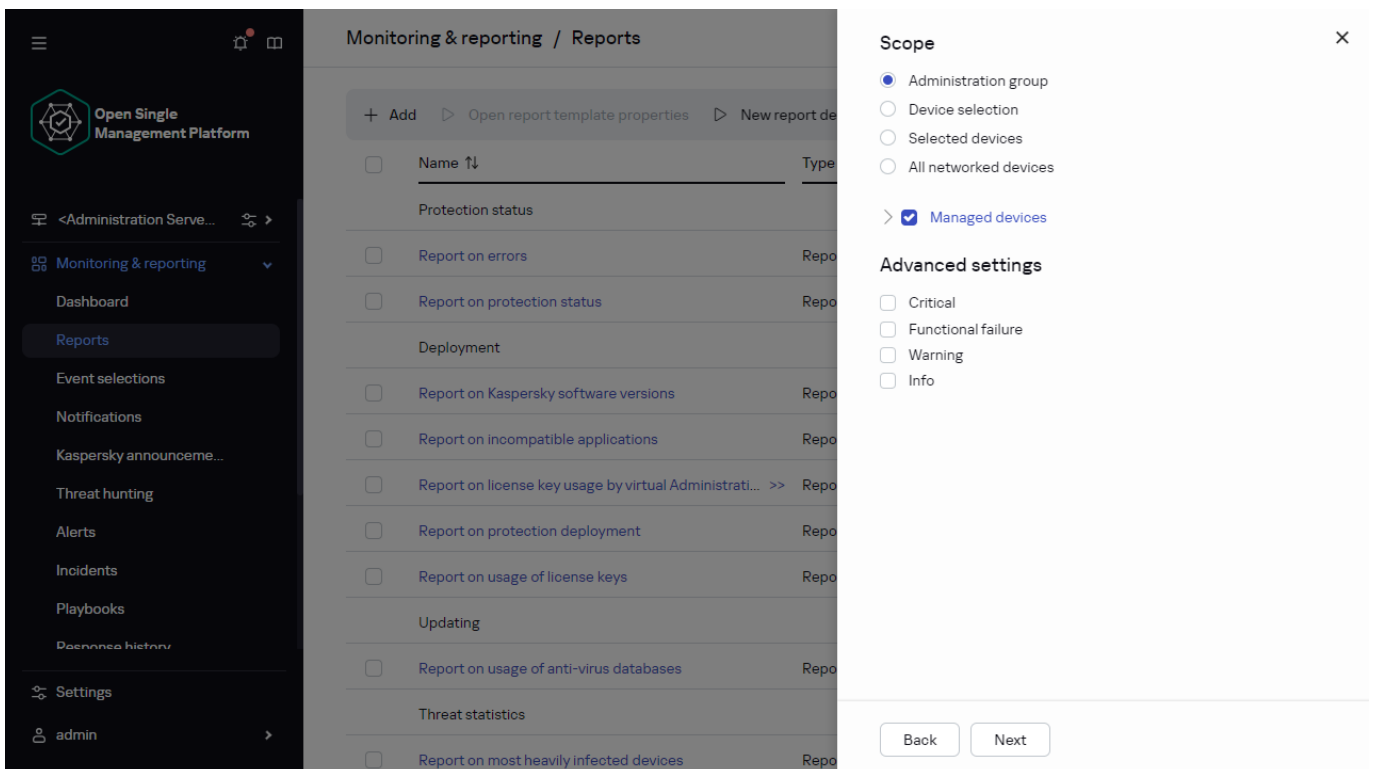 Monitoring & reporting / Reports
Open Single
Management Platform
<Administration Serve...
Monitoring & reporting
Dashboard
Reports
Event selections
Notifications
Kaspersky announceme...
Threat hunting
Alerts
Incidents
Playbooks
Response history
Settings
admin
Add
Open report template properties
New report de
Name
Type
Protection status
Report on errors
Repo
Report on protection status
Repo
Deployment
Report on Kaspersky software versions
Repo
Report on incompatible applications
Repo
Report on license key usage by virtual Administrati... >>
Repo
Report on protection deployment
Repo
Report on usage of license keys
Repo
Updating
Report on usage of anti-virus databases
Repo
Threat statistics
Report on most heavily infected devices
Repo
Scope
Administration group
Device selection
Selected devices
All networked devices
Managed devices
Advanced settings
Critical
Functional failure
Warning
Info
Back
Next